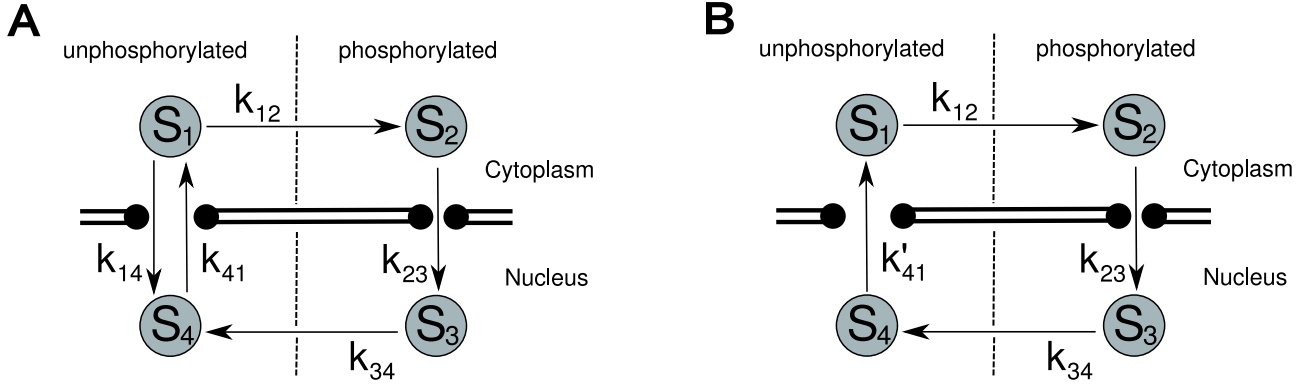 A
unphosphorylated phosphorylated
k12
S1 S2
Cytoplasm
k14 k41 k23
Nucleus
S4 S3
k34
B
unphosphorylated phosphorylated
k12
S1 S2
Cytoplasm
k'41 k23
Nucleus
S4 S3
k34